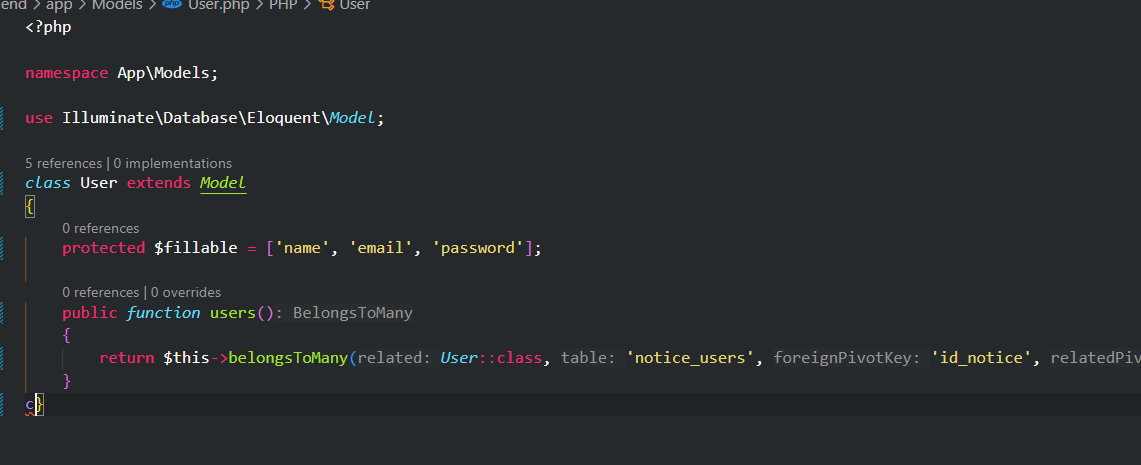 end > app > Models > php User.php > PHP > User
<?php
namespace App\Models;
use Illuminate\Database\Eloquent\Model;
5 references | 0 implementations
class User extends Model
{
0 references
protected $fillable = ['name', 'email', 'password'];
0 references | 0 overrides
public function users(): BelongsToMany
{
return $this->belongsToMany(related: User::class, table: 'notice_users', foreignPivotKey: 'id_notice', relatedPiv
}
c}